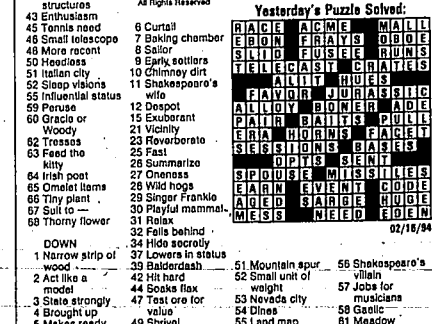 structures
43 Enthusiasm
45 Tennis need
46 Small telescope
48 More recent
50 Headless
51 Italian city
52 Sleep visions
55 Influential status
59 Peruse
60 Gracie or
Woody
62 Tresses
63 Feed the
kitty
64 Irish poet
65 Omelet items
66 Tiny plant
67 Suit to —
68 Thorny flower
DOWN
1 Narrow strip of
wood
2 Act like a
model
3 State strongly
4 Brought up
5 Makes ready
All Rights Reserved
6 Curtail
7 Baking chamber
8 Sailor
9 Early settlers
10 Chimney dirt
11 Shakespeare's
wife
12 Despot
15 Exuberant
21 Vicinity
23 Reverberate
25 Fast
26 Summarize
27 Oneness
28 Wild hogs
29 Singer Frankie
30 Playful mammal
31 Relax
32 Falls behind
34 Hide secretly
37 Lowers in status
39 Balderdash
42 Hit hard
44 Soaks flax
47 Test ore for
value
49 Shrivel
Yesterday's Puzzle Solved:
RACE ACME MALL
EBON FRAYS OBOE
SLID FUSEE RUNS
TELECAST CRATES
ALIT HUES
FAVOR JURASSIC
ALLOY BONER ADE
PAIR BAITS PULL
ERA HORNS FACET
SESSIONS BASES
OPTS SENT
SPOUSE MISSILES
EARN EVENT CODE
AGED SARGE HUGE
MESS NEED EDEN
02/16/94
51 Mountain spur
52 Small unit of
weight
53 Nevada city
54 Dines
55 Land map
56 Shakespeare's
villain
57 Jobs for
musicians
58 Gaelic
61 Meadow